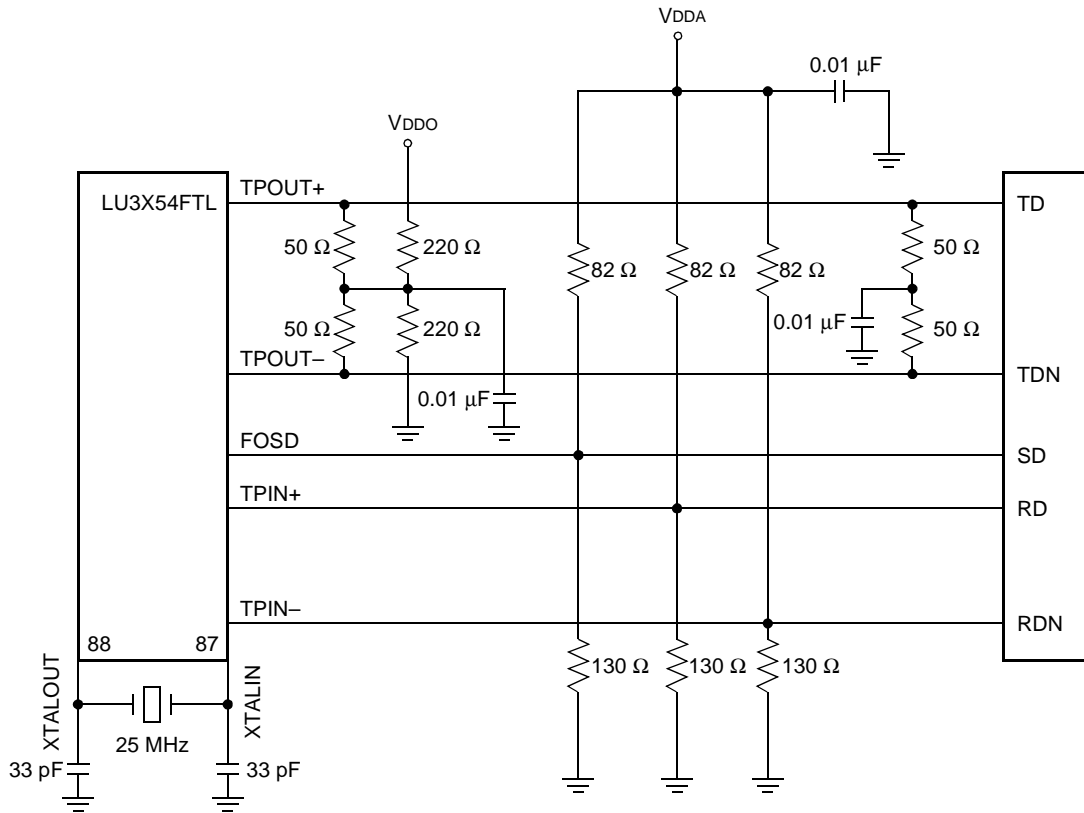 VDDA
0.01 μF
VDDO
LU3X54FTL
TPOUT+
TD
50 Ω
220 Ω
82 Ω
82 Ω
82 Ω
50 Ω
50 Ω
220 Ω
0.01 μF
50 Ω
TPOUT–
TDN
0.01 μF
FOSD
SD
TPIN+
RD
TPIN–
RDN
88
87
130 Ω
130 Ω
130 Ω
XTALOUT
XTALIN
25 MHz
33 pF
33 pF